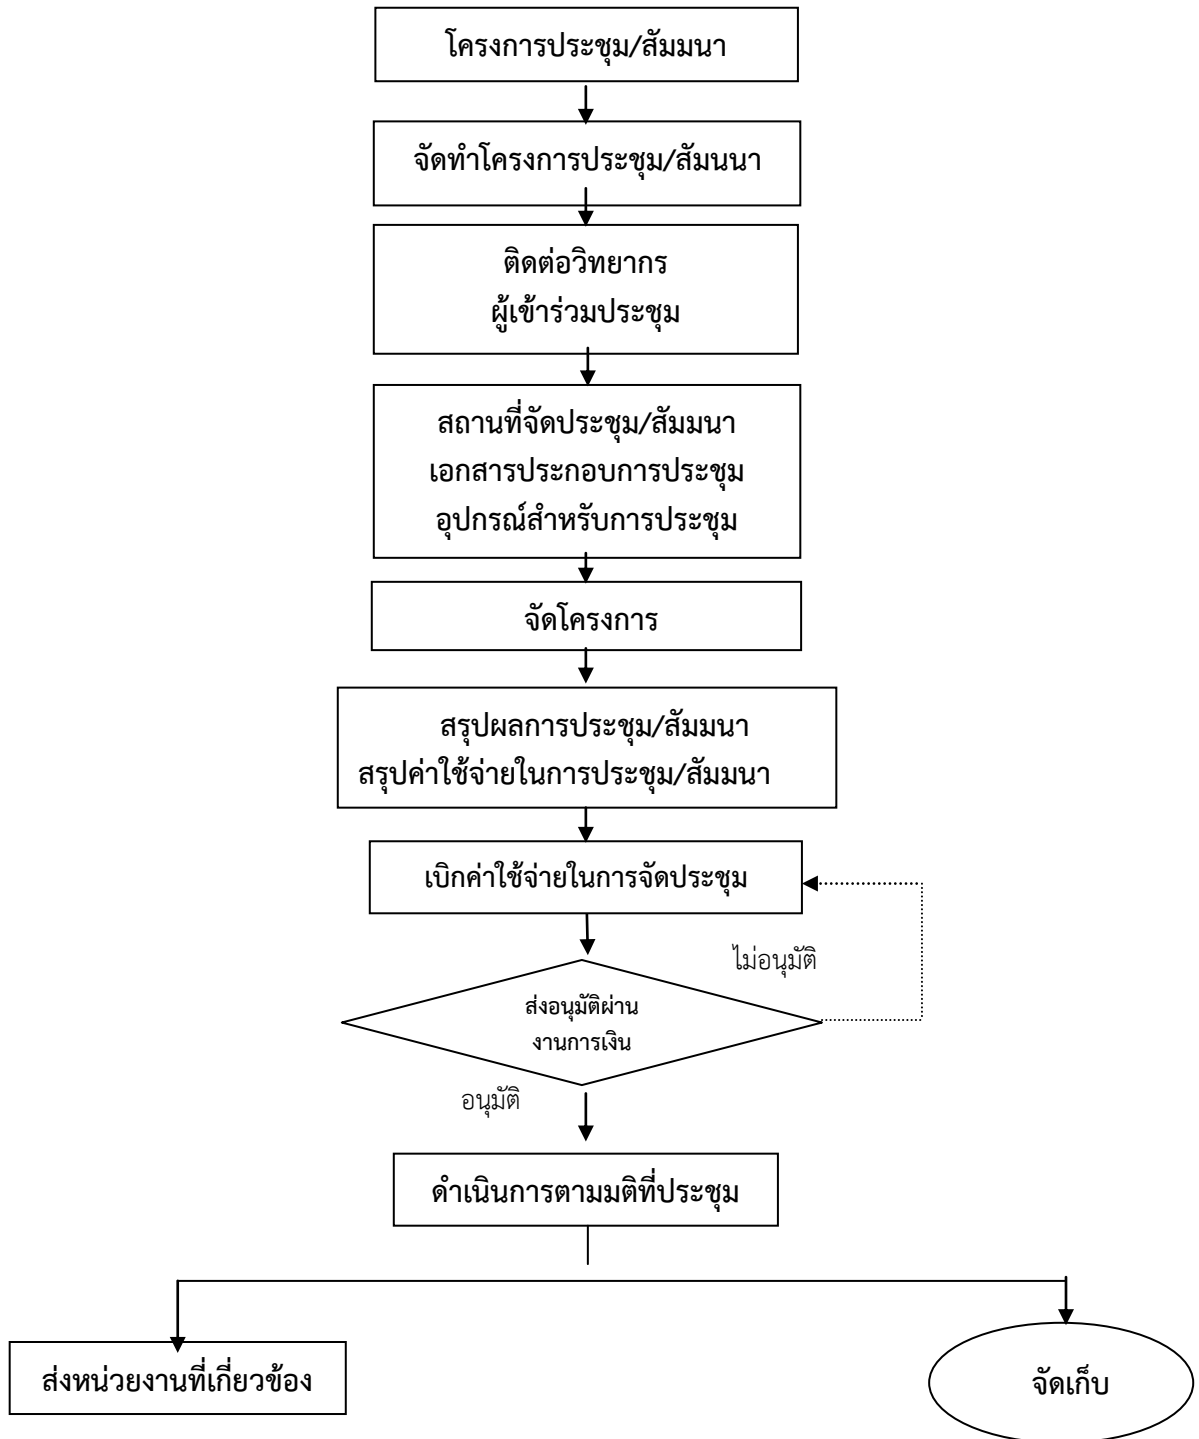 โครงการประชุม/สัมมนา
จัดทำโครงการประชุม/สัมนนา
ติดต่อวิทยากร
ผู้เข้าร่วมประชุม
สถานที่จัดประชุม/สัมมนา
เอกสารประกอบการประชุม
อุปกรณ์สำหรับการประชุม
จัดโครงการ
สรุปผลการประชุม/สัมมนา
สรุปค่าใช้จ่ายในการประชุม/สัมมนา
เบิกค่าใช้จ่ายในการจัดประชุม
ไม่อนุมัติ
ส่งอนุมัติผ่าน
งานการเงิน
อนุมัติ
ดำเนินการตามมติที่ประชุม
ส่งหน่วยงานที่เกี่ยวข้อง
จัดเก็บ